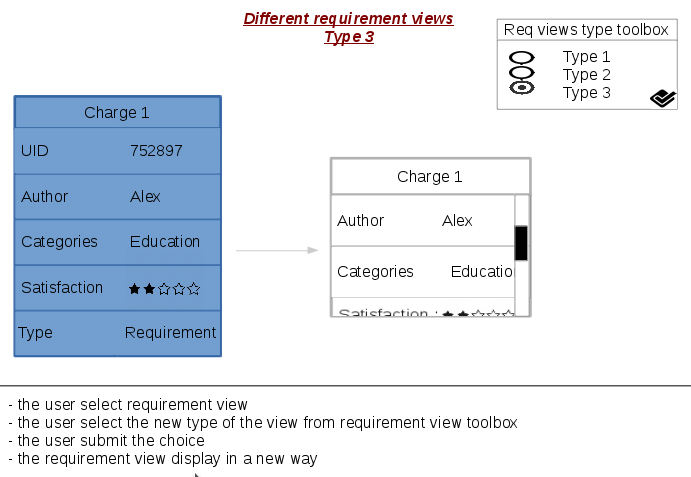 Different requirement views
Type 3
Req views type toolbox
Type 1
Type 2
Type 3
Charge 1
UID 752897
Author Alex
Categories Education
Satisfaction
Type Requirement
Charge 1
Author Alex
Categories Educatio
Satisfaction :
- the user select requirement view
- the user select the new type of the view from requirement view toolbox
- the user submit the choice
- the requirement view display in a new way